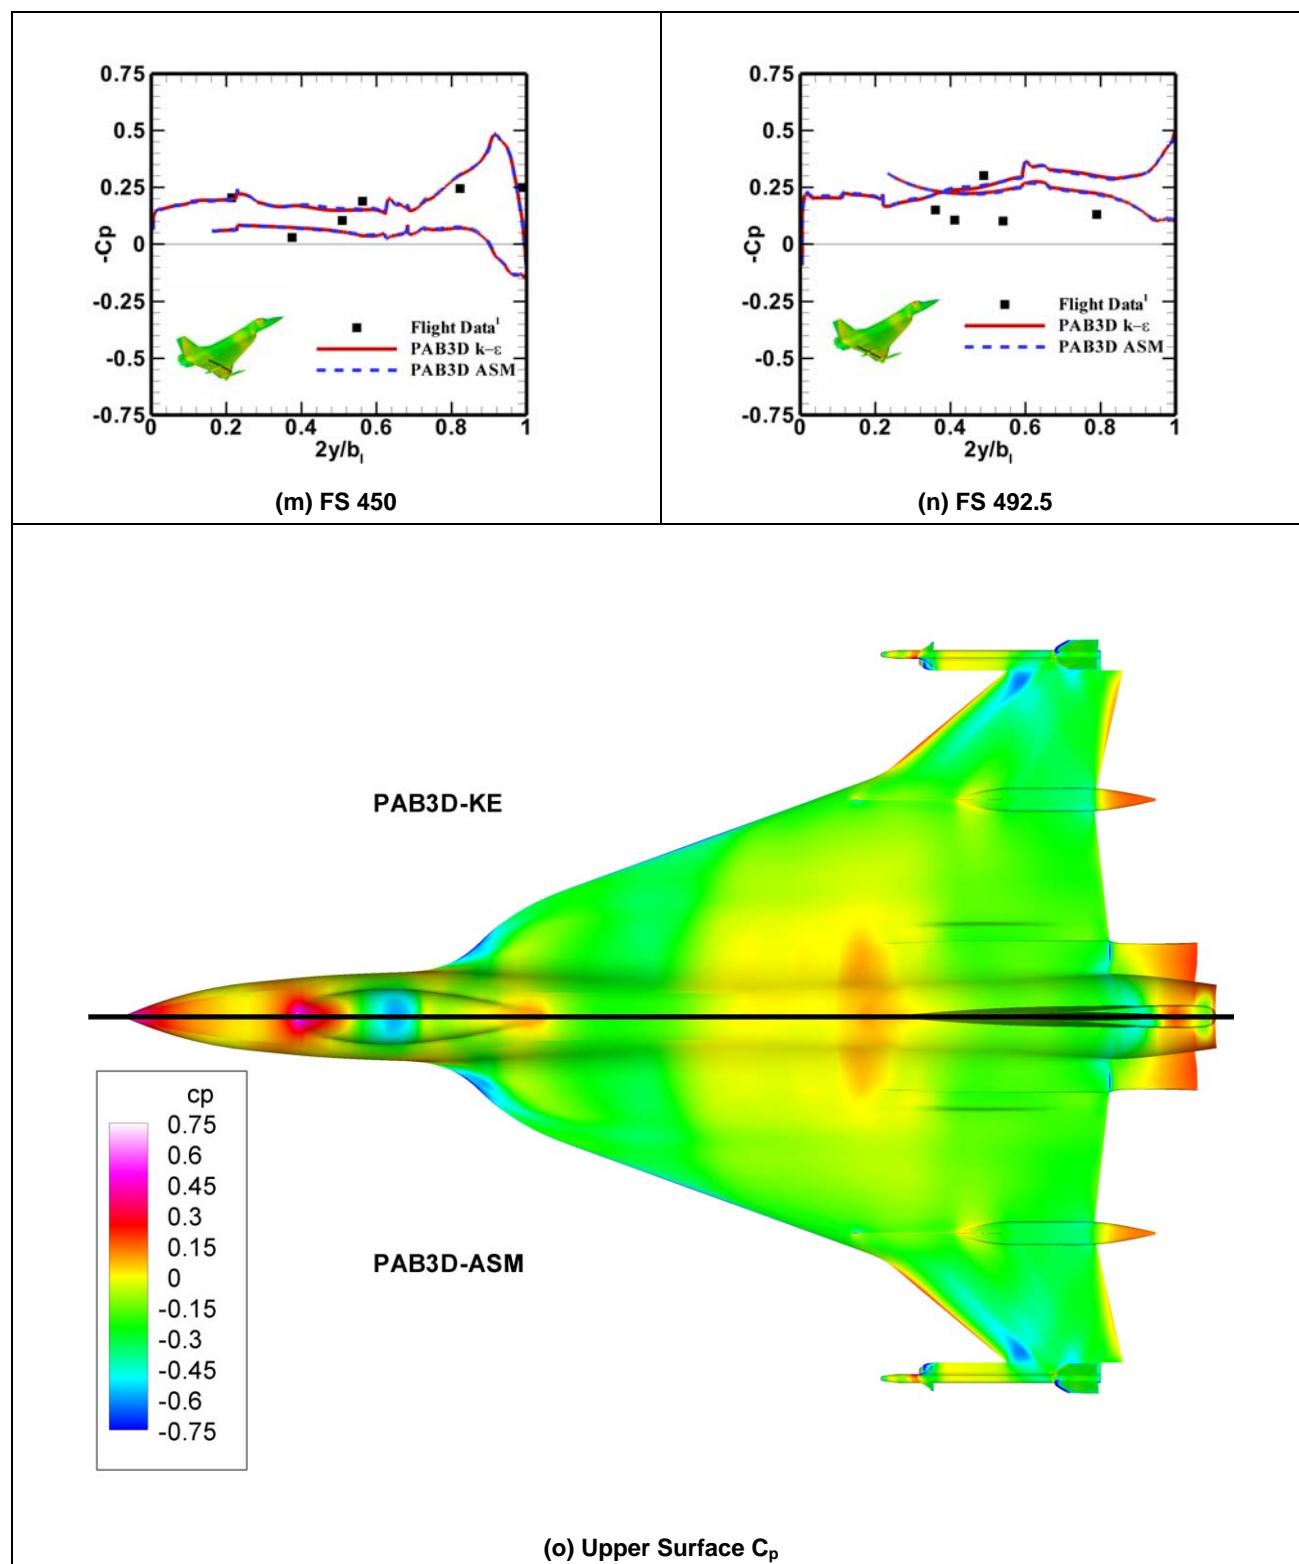 0.75
0.5
0.25
0
-0.25
-0.5
-0.75
-Cp
0 0.2 0.4 0.6 0.8 1
2y/b_l
Flight Data¹
PAB3D k–ε
PAB3D ASM
(m) FS 450
0.75
0.5
0.25
0
-0.25
-0.5
-0.75
-Cp
0 0.2 0.4 0.6 0.8 1
2y/b_l
Flight Data¹
PAB3D k–ε
PAB3D ASM
(n) FS 492.5
PAB3D-KE
cp
0.75
0.6
0.45
0.3
0.15
0
-0.15
-0.3
-0.45
-0.6
-0.75
PAB3D-ASM
(o) Upper Surface Cₚ